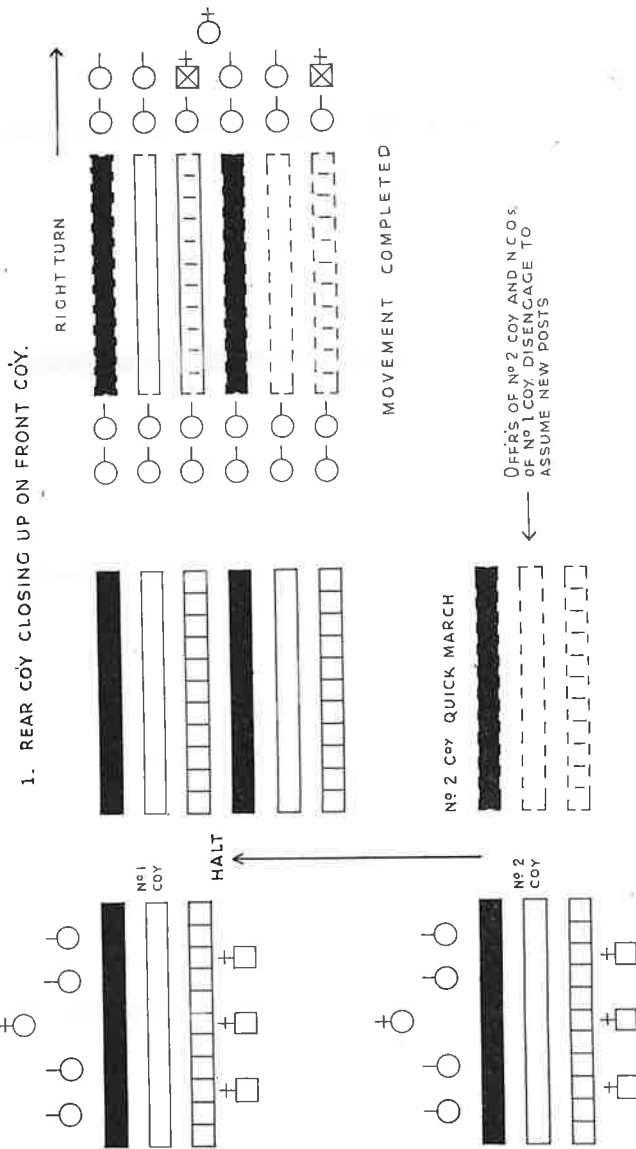 1. REAR COY CLOSING UP ON FRONT COY.
RIGHT TURN
Nº 1
COY
HALT
MOVEMENT COMPLETED
Nº 2 COY QUICK MARCH
Nº 2
COY
OFFRS OF Nº 2 COY AND N C OS
OF Nº 1 COY DISENGAGE TO
ASSUME NEW POSTS